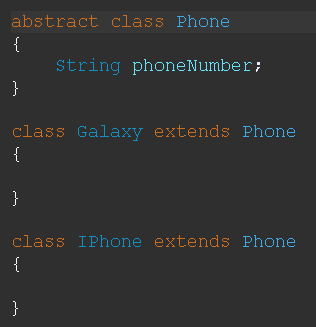 abstract class Phone
{
    String phoneNumber;
}
class Galaxy extends Phone
{
}
class IPhone extends Phone
{
}